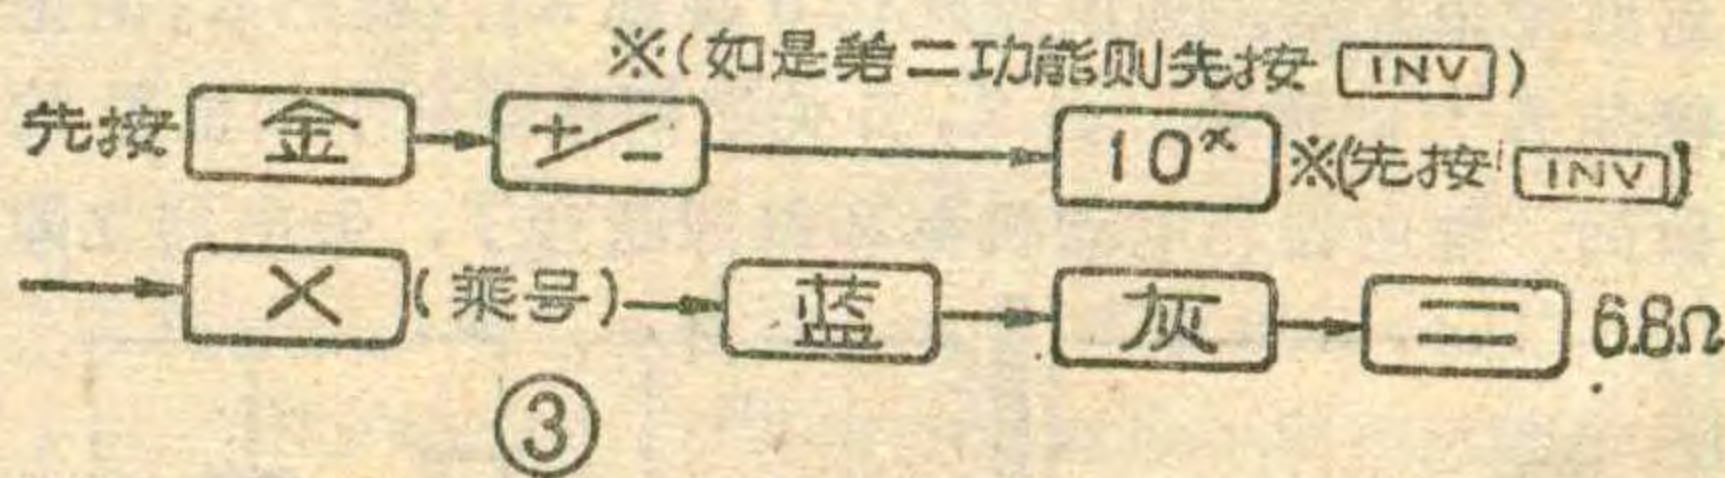 ※(如是第二功能则先按 INV)
先按 金 → +/- → 10ˣ ※(先按 INV)
→ × (乘号) → 蓝 → 灰 → = 6.8Ω
③